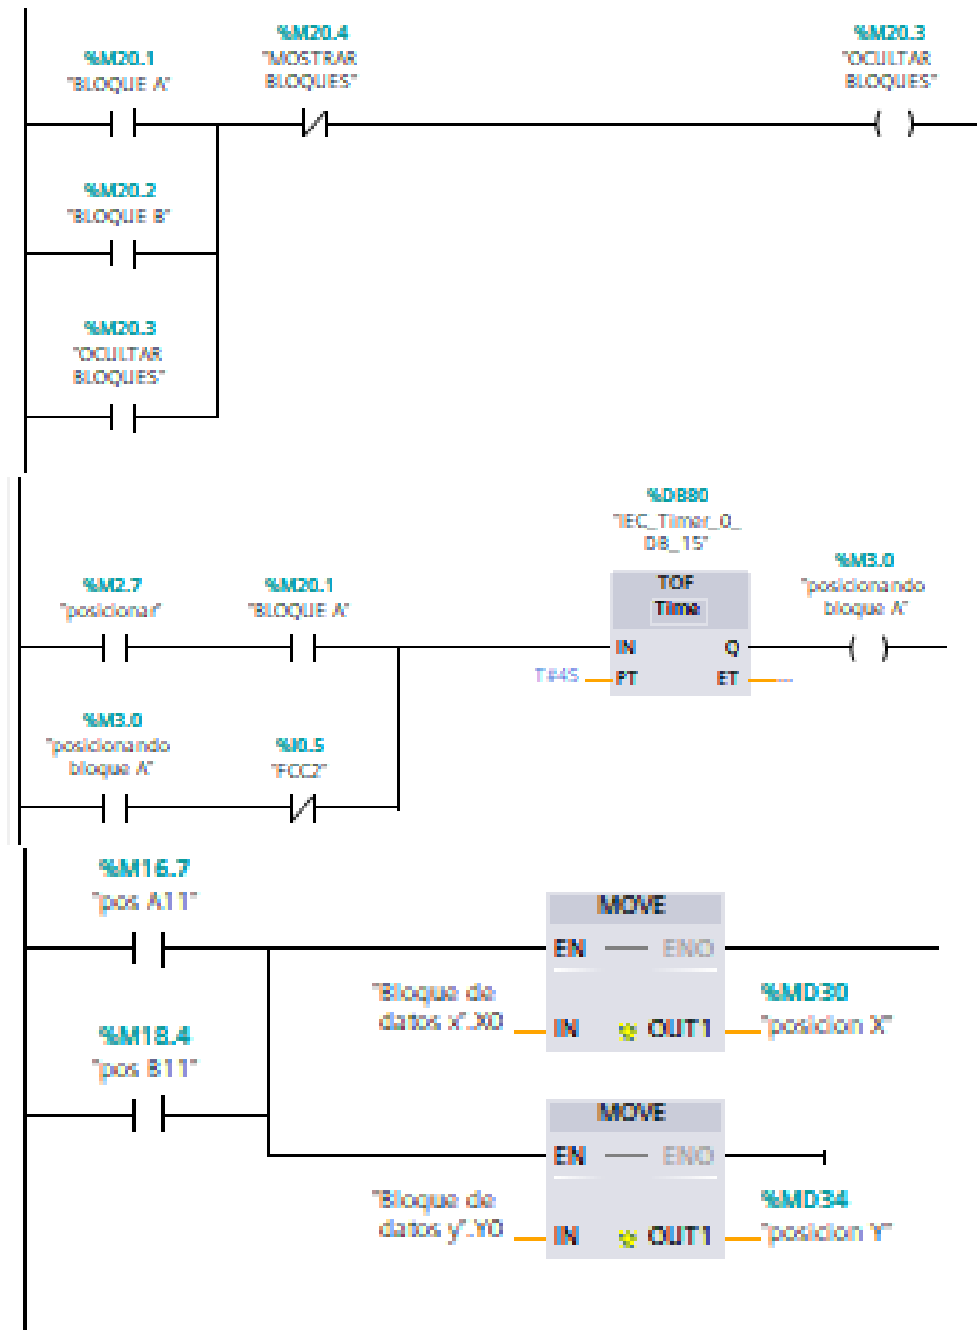 %M20.4
%M20.3
%M20.1
"MOSTRAR
"OCULTAR
"BLOQUE A"
BLOQUES"
BLOQUES"
%M20.2
"BLOQUE B"
%M20.3
"OCULTAR
BLOQUES"
%DB80
"IEC_Timer_0_
DB_15"
%M3.0
%M2.7
%M20.1
TOF
"posicionando
"posicionar"
"BLOQUE A"
Time
bloque A"
IN
Q
T#4S
PT
ET
%M3.0
"posicionando
%I0.5
bloque A"
"FCC2"
%M16.7
"pos A11"
MOVE
EN
ENO
"Bloque de
%MD30
datos x".X0
IN
OUT1
"posicion X"
%M18.4
"pos B11"
MOVE
EN
ENO
"Bloque de
%MD34
datos y".Y0
IN
OUT1
"posicion Y"